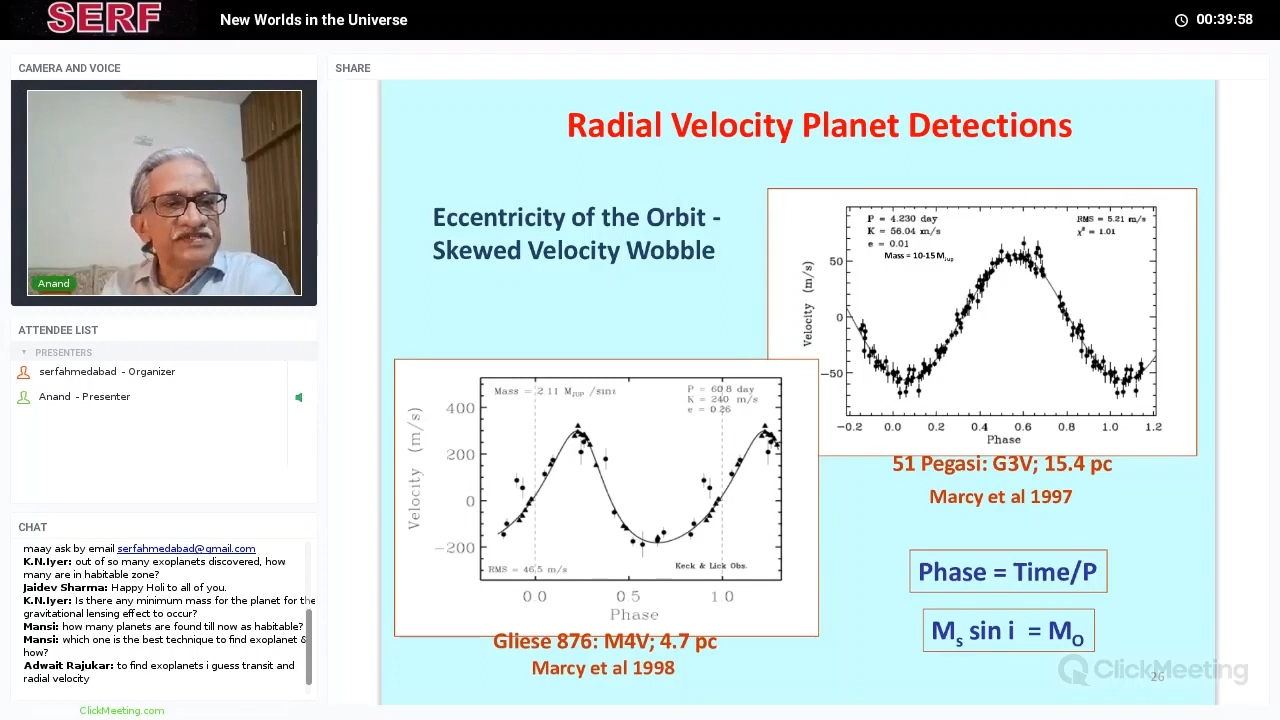 SERF
New Worlds in the Universe
00:39:58
CAMERA AND VOICE
Anand
ATTENDEE LIST
PRESENTERS
serfahmedabad - Organizer
Anand - Presenter
CHAT
maay ask by email serfahmedabad@gmail.com
K.N.Iyer: out of so many exoplanets discovered, how
many are in habitable zone?
Jaidev Sharma: Happy Holi to all of you.
K.N.Iyer: Is there any minimum mass for the planet for the
gravitational lensing effect to occur?
Mansi: how many planets are found till now as habitable?
Mansi: which one is the best technique to find exoplanet &
how?
Adwait Rajukar: to find exoplanets i guess transit and
radial velocity
ClickMeeting.com
SHARE
Radial Velocity Planet Detections
Eccentricity of the Orbit -
Skewed Velocity Wobble
P = 4.230 day
K = 56.04 m/s
e = 0.01
Mass = 10-15 MJup
RMS = 5.21 m/s
χ² = 1.01
Velocity (m/s)
50
0
−50
−0.2 0.0 0.2 0.4 0.6 0.8 1.0 1.2
Phase
51 Pegasi: G3V; 15.4 pc
Marcy et al 1997
Mass = 2.11 MJUP /sini
P = 60.8 day
K = 240 m/s
e = 0.26
Velocity (m/s)
400
200
0
−200
RMS = 46.5 m/s
Keck & Lick Obs.
0 0 0 5 1 0
Phase
Gliese 876: M4V; 4.7 pc
Marcy et al 1998
Phase = Time/P
Ms sin i = MO
26
ClickMeeting